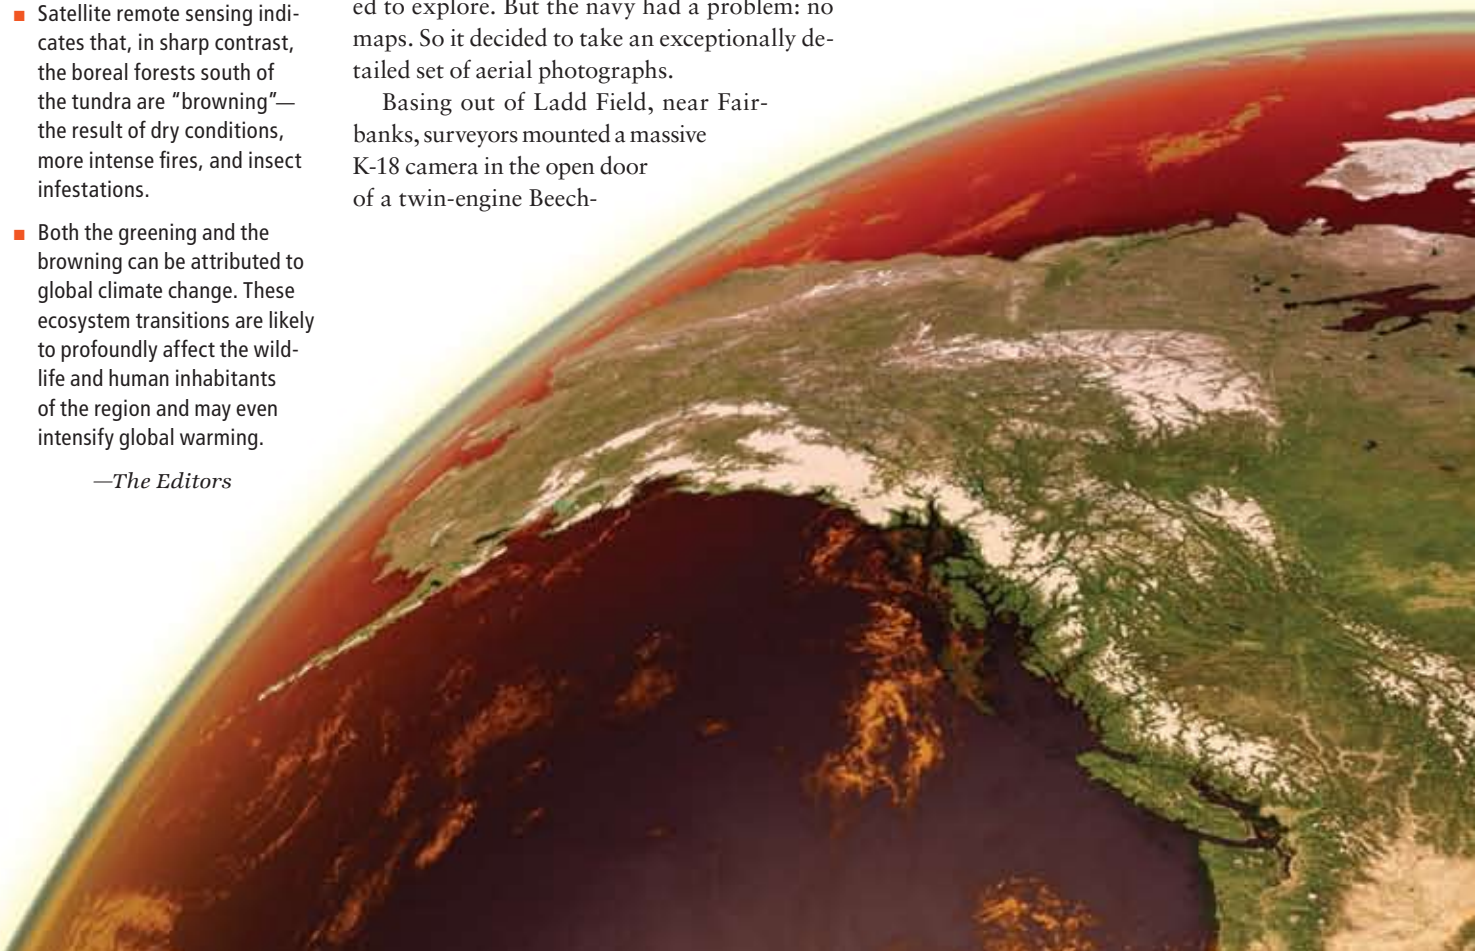 Satellite remote sensing indi-
cates that, in sharp contrast,
the boreal forests south of
the tundra are “browning”—
the result of dry conditions,
more intense fires, and insect
infestations.
Both the greening and the
browning can be attributed to
global climate change. These
ecosystem transitions are likely
to profoundly affect the wild-
life and human inhabitants
of the region and may even
intensify global warming.
—The Editors
ed to explore. But the navy had a problem: no
maps. So it decided to take an exceptionally de-
tailed set of aerial photographs.
Basing out of Ladd Field, near Fair-
banks, surveyors mounted a massive
K-18 camera in the open door
of a twin-engine Beech-